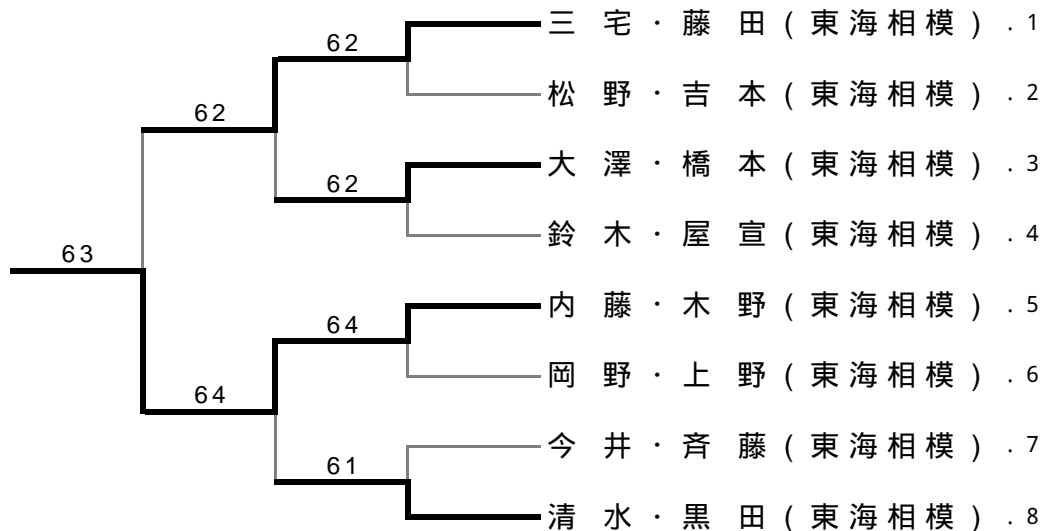 三 宅 ・ 藤 田 ( 東 海 相 模 ) . 1
62
松 野 ・ 吉 本 ( 東 海 相 模 ) . 2
62
大 澤 ・ 橋 本 ( 東 海 相 模 ) . 3
62
鈴 木 ・ 屋 宣 ( 東 海 相 模 ) . 4
63
内 藤 ・ 木 野 ( 東 海 相 模 ) . 5
64
岡 野 ・ 上 野 ( 東 海 相 模 ) . 6
64
今 井 ・ 斉 藤 ( 東 海 相 模 ) . 7
61
清 水 ・ 黒 田 ( 東 海 相 模 ) . 8